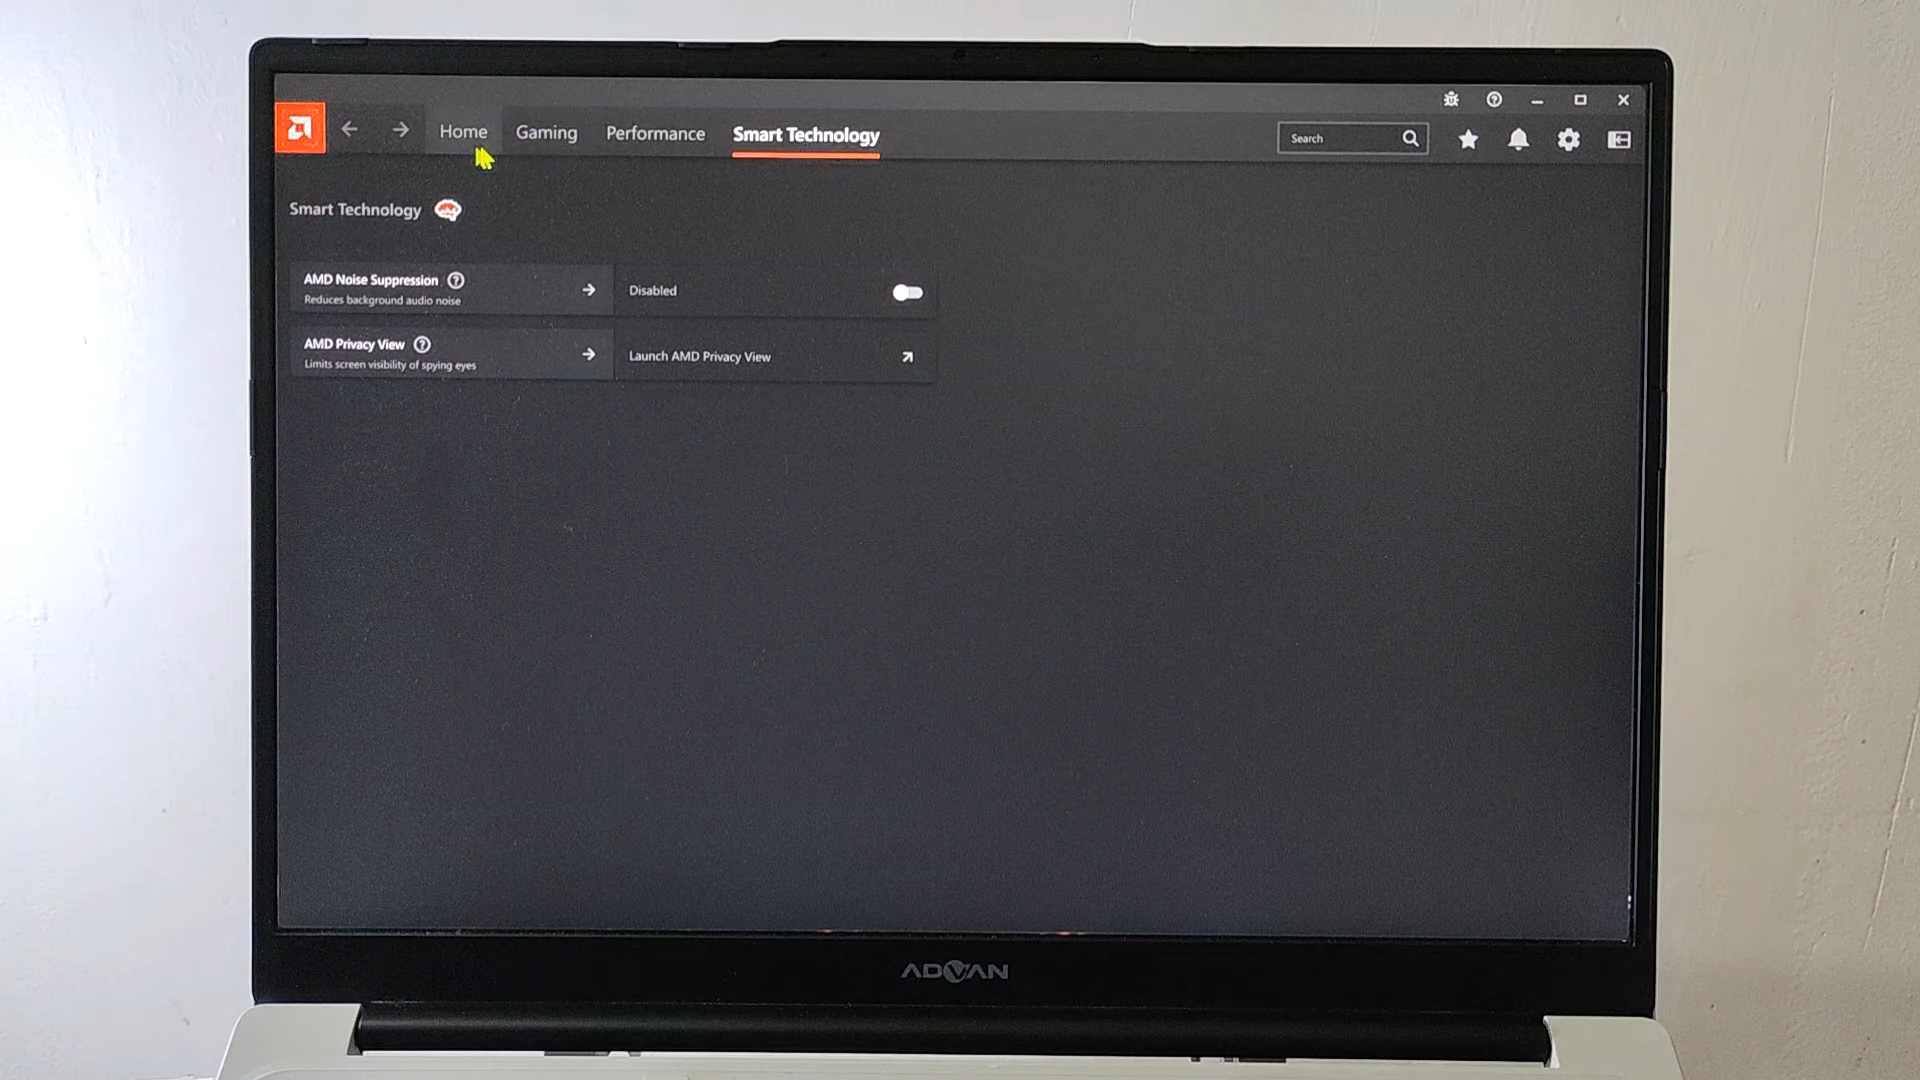 Home Gaming Performance Smart Technology Search
Smart Technology
AMD Noise Suppression
Reduces background audio noise
Disabled
AMD Privacy View
Limits screen visibility of spying eyes
Launch AMD Privacy View
ADVAN